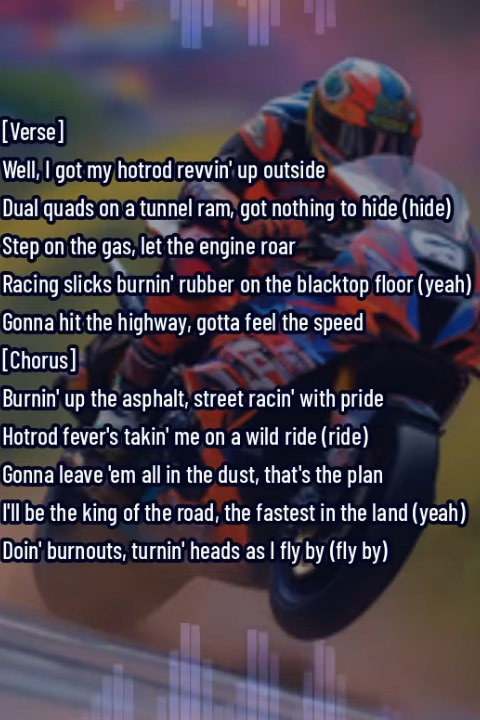 [Verse]
Well, I got my hotrod revvin' up outside
Dual quads on a tunnel ram, got nothing to hide (hide)
Step on the gas, let the engine roar
Racing slicks burnin' rubber on the blacktop floor (yeah)
Gonna hit the highway, gotta feel the speed
[Chorus]
Burnin' up the asphalt, street racin' with pride
Hotrod fever's takin' me on a wild ride (ride)
Gonna leave 'em all in the dust, that's the plan
I'll be the king of the road, the fastest in the land (yeah)
Doin' burnouts, turnin' heads as I fly by (fly by)